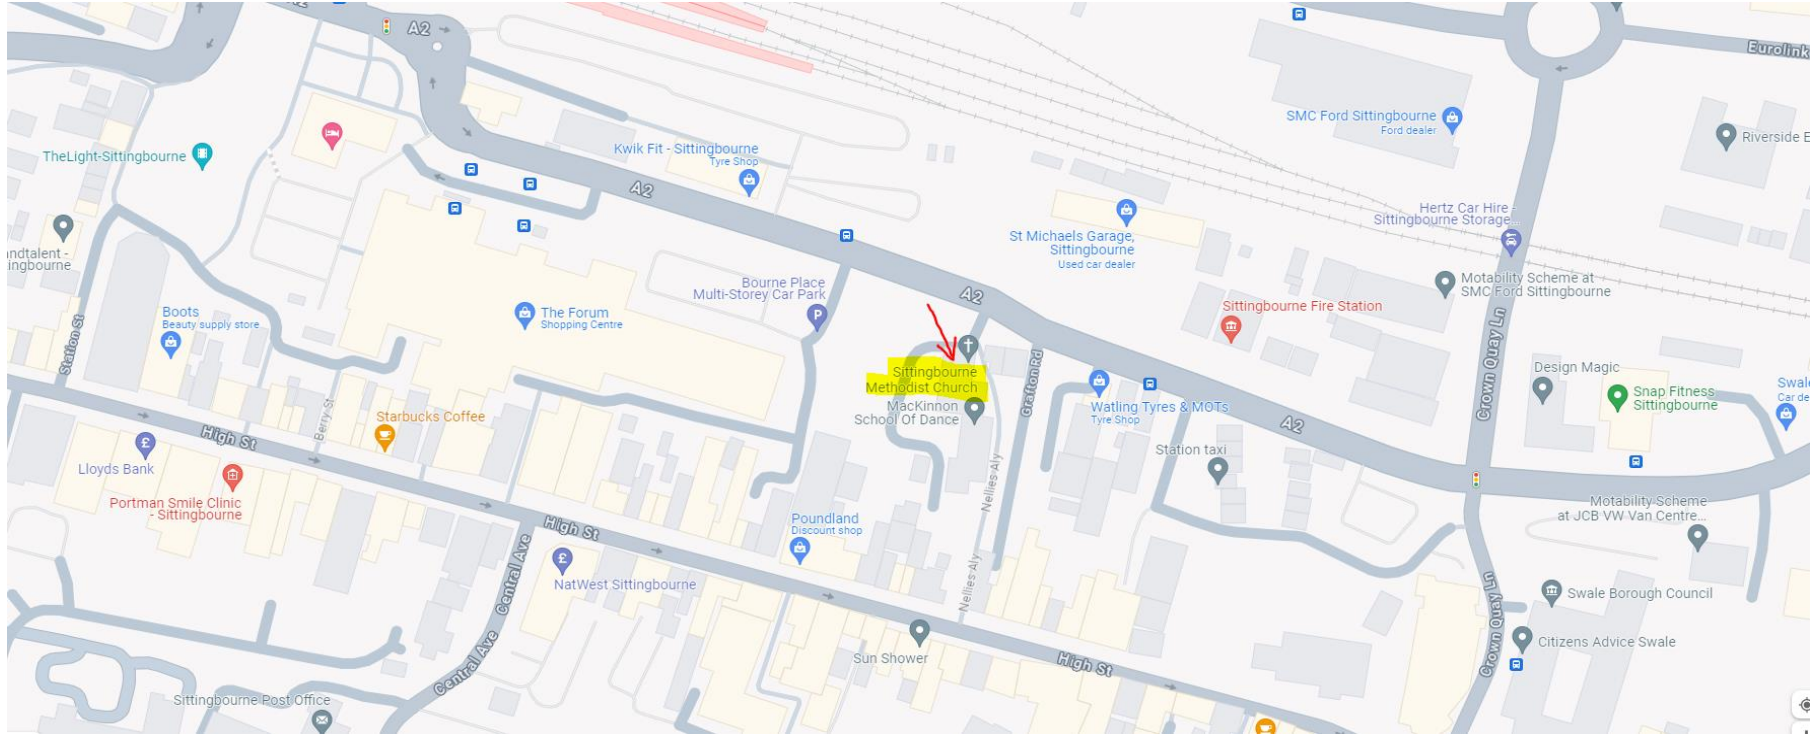 A2
A2
Eurolink
SMC Ford Sittingbourne
Ford dealer
Riverside E
Kwik Fit - Sittingbourne
Tyre Shop
TheLight-Sittingbourne
A2
Hertz Car Hire -
Sittingbourne Storage...
andtalent -
ingbourne
St Michaels Garage,
Sittingbourne
Used car dealer
Motability Scheme at
SMC Ford Sittingbourne
Bourne Place
Multi-Storey Car Park
P
A2
Sittingbourne Fire Station
Boots
Beauty supply store
The Forum
Shopping Centre
Station St
Crown Quay Ln
Sittingbourne
Methodist Church
Grafton Rd
Design Magic
Snap Fitness
Sittingbourne
Swale
Car de
MacKinnon
School Of Dance
Watling Tyres & MOTs
Tyre Shop
Starbucks Coffee
Berry St
High St
A2
Station taxi
£
Lloyds Bank
Portman Smile Clinic
- Sittingbourne
Nellies Aly
Motability Scheme
at JCB VW Van Centre...
High St
Poundland
Discount shop
Central Ave
£
NatWest Sittingbourne
Nellies Aly
Crown Quay Ln
Swale Borough Council
Citizens Advice Swale
Sun Shower
High St
Central Ave
Crown Quay Ln
Sittingbourne Post Office